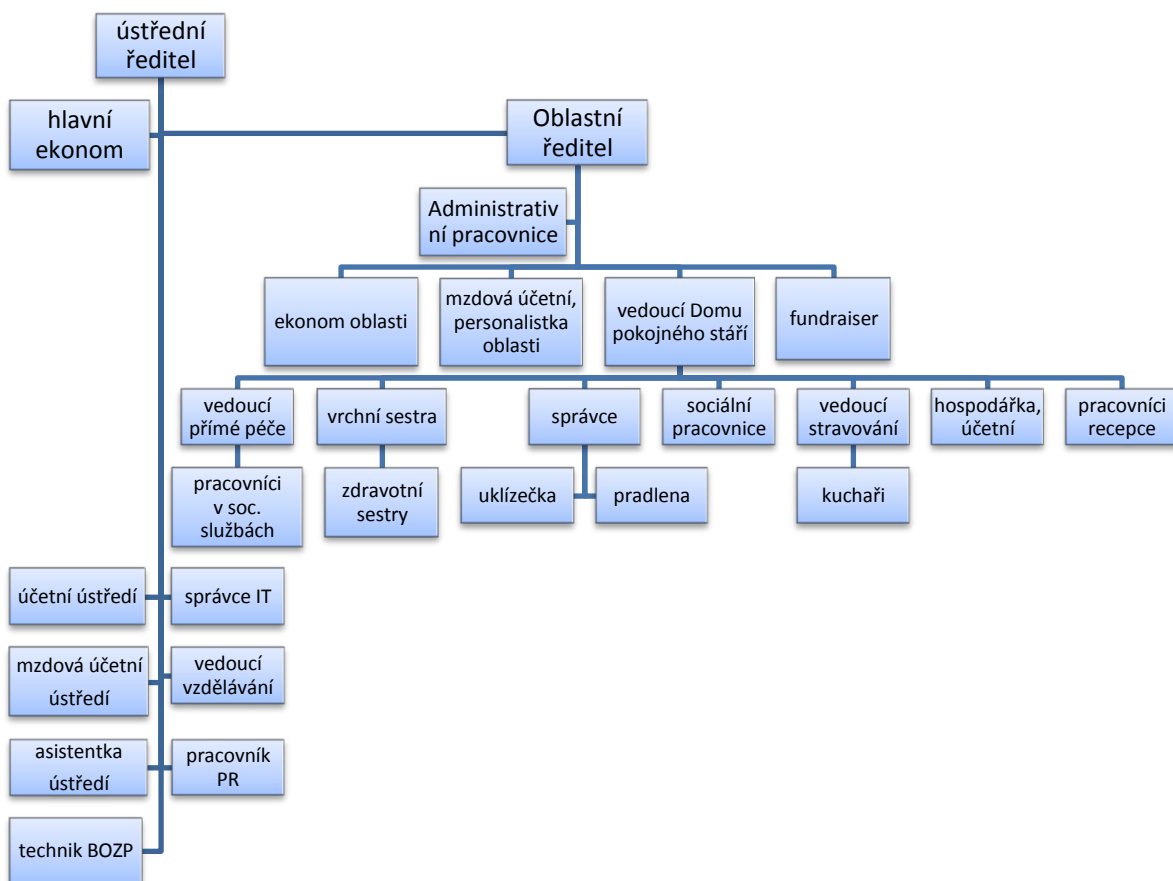 ústřední
ředitel
hlavní
ekonom
Oblastní
ředitel
Administrativ
ní pracovnice
ekonom oblasti
mzdová účetní,
personalistka
oblasti
vedoucí Domu
pokojného stáří
fundraiser
vedoucí
přímé péče
vrchní sestra
správce
sociální
pracovnice
vedoucí
stravování
hospodářka,
účetní
pracovníci
recepce
pracovníci
v soc.
službách
zdravotní
sestry
uklízečka
pradlena
kuchaři
účetní ústředí
správce IT
mzdová účetní
ústředí
vedoucí
vzdělávání
asistentka
ústředí
pracovník
PR
technik BOZP